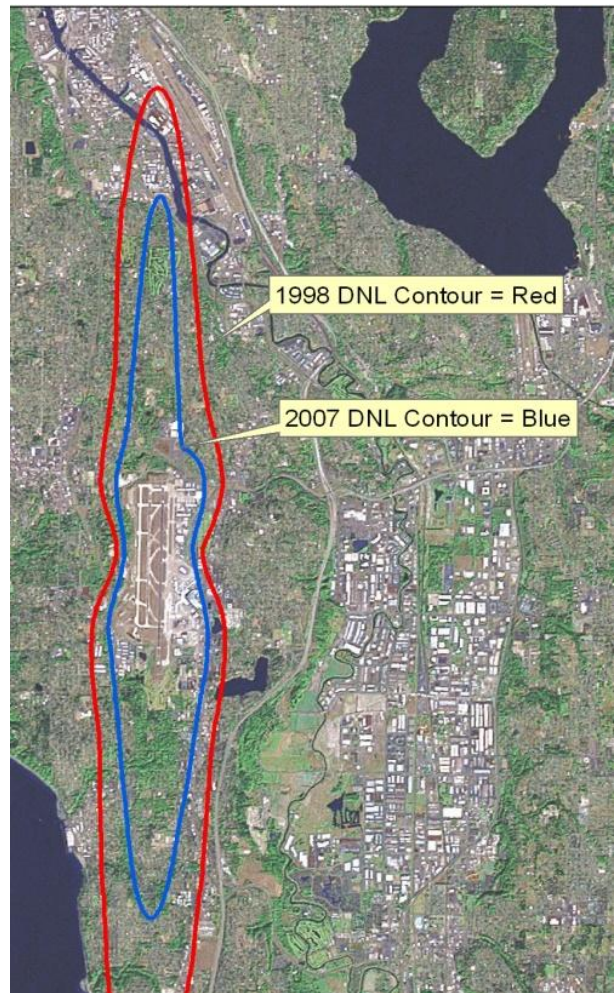 1998 DNL Contour = Red
2007 DNL Contour = Blue